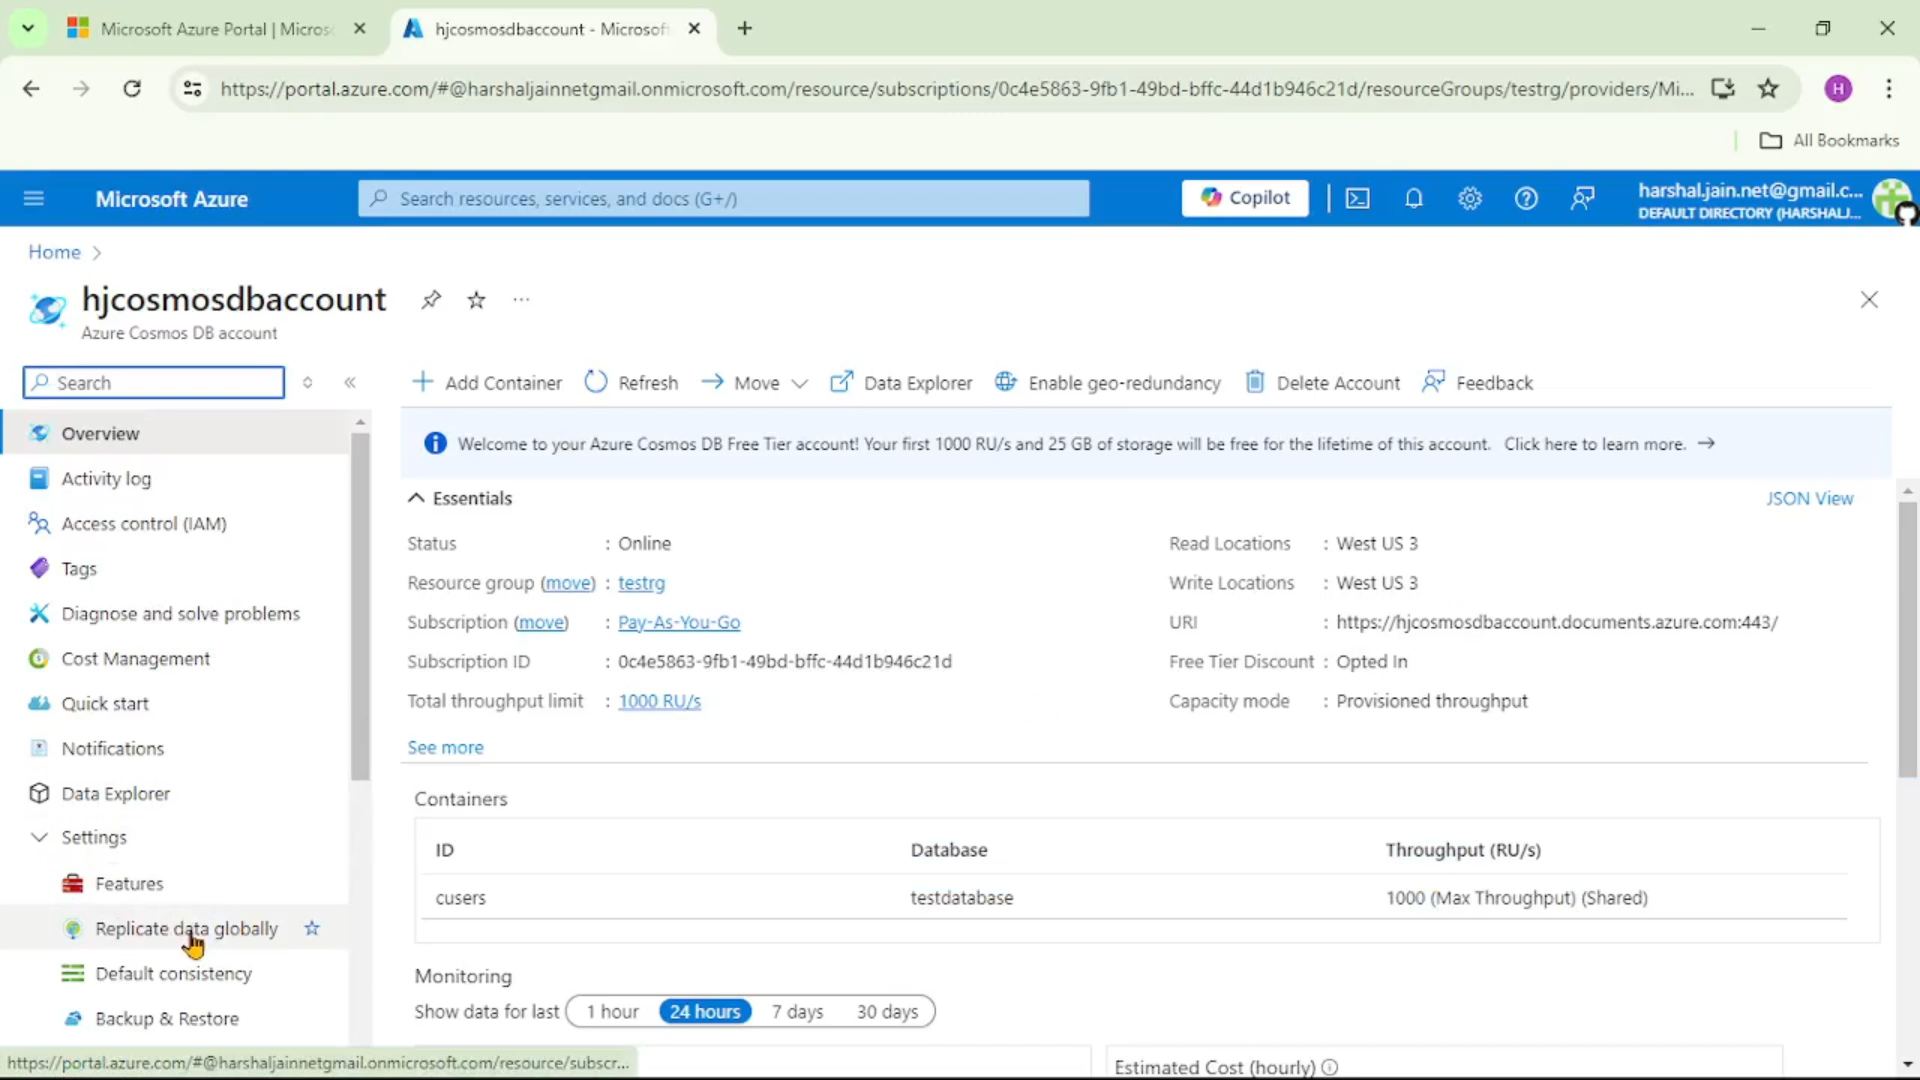 Microsoft Azure Portal | Micros
hjcosmosdbaccount - Microsof
https://portal.azure.com/#@harshaljainnetgmail.onmicrosoft.com/resource/subscriptions/0c4e5863-9fb1-49bd-bffc-44d1b946c21d/resourceGroups/testrg/providers/Mi...
H
All Bookmarks
Microsoft Azure
Search resources, services, and docs (G+/)
Copilot
harshal.jain.net@gmail.c...
DEFAULT DIRECTORY (HARSHALJ...
Home
hjcosmosdbaccount
Azure Cosmos DB account
Search
Add Container
Refresh
Move
Data Explorer
Enable geo-redundancy
Delete Account
Feedback
Overview
Activity log
Access control (IAM)
Tags
Diagnose and solve problems
Cost Management
Quick start
Notifications
Data Explorer
Settings
Features
Replicate data globally
Default consistency
Backup & Restore
Welcome to your Azure Cosmos DB Free Tier account! Your first 1000 RU/s and 25 GB of storage will be free for the lifetime of this account. Click here to learn more. →
Essentials
JSON View
Status : Online
Resource group (move) : testrg
Subscription (move) : Pay-As-You-Go
Subscription ID : 0c4e5863-9fb1-49bd-bffc-44d1b946c21d
Total throughput limit : 1000 RU/s
Read Locations : West US 3
Write Locations : West US 3
URI : https://hjcosmosdbaccount.documents.azure.com:443/
Free Tier Discount : Opted In
Capacity mode : Provisioned throughput
See more
Containers
ID Database Throughput (RU/s)
cusers testdatabase 1000 (Max Throughput) (Shared)
Monitoring
Show data for last 1 hour 24 hours 7 days 30 days
Estimated Cost (hourly)
https://portal.azure.com/#@harshaljainnetgmail.onmicrosoft.com/resource/subscr...